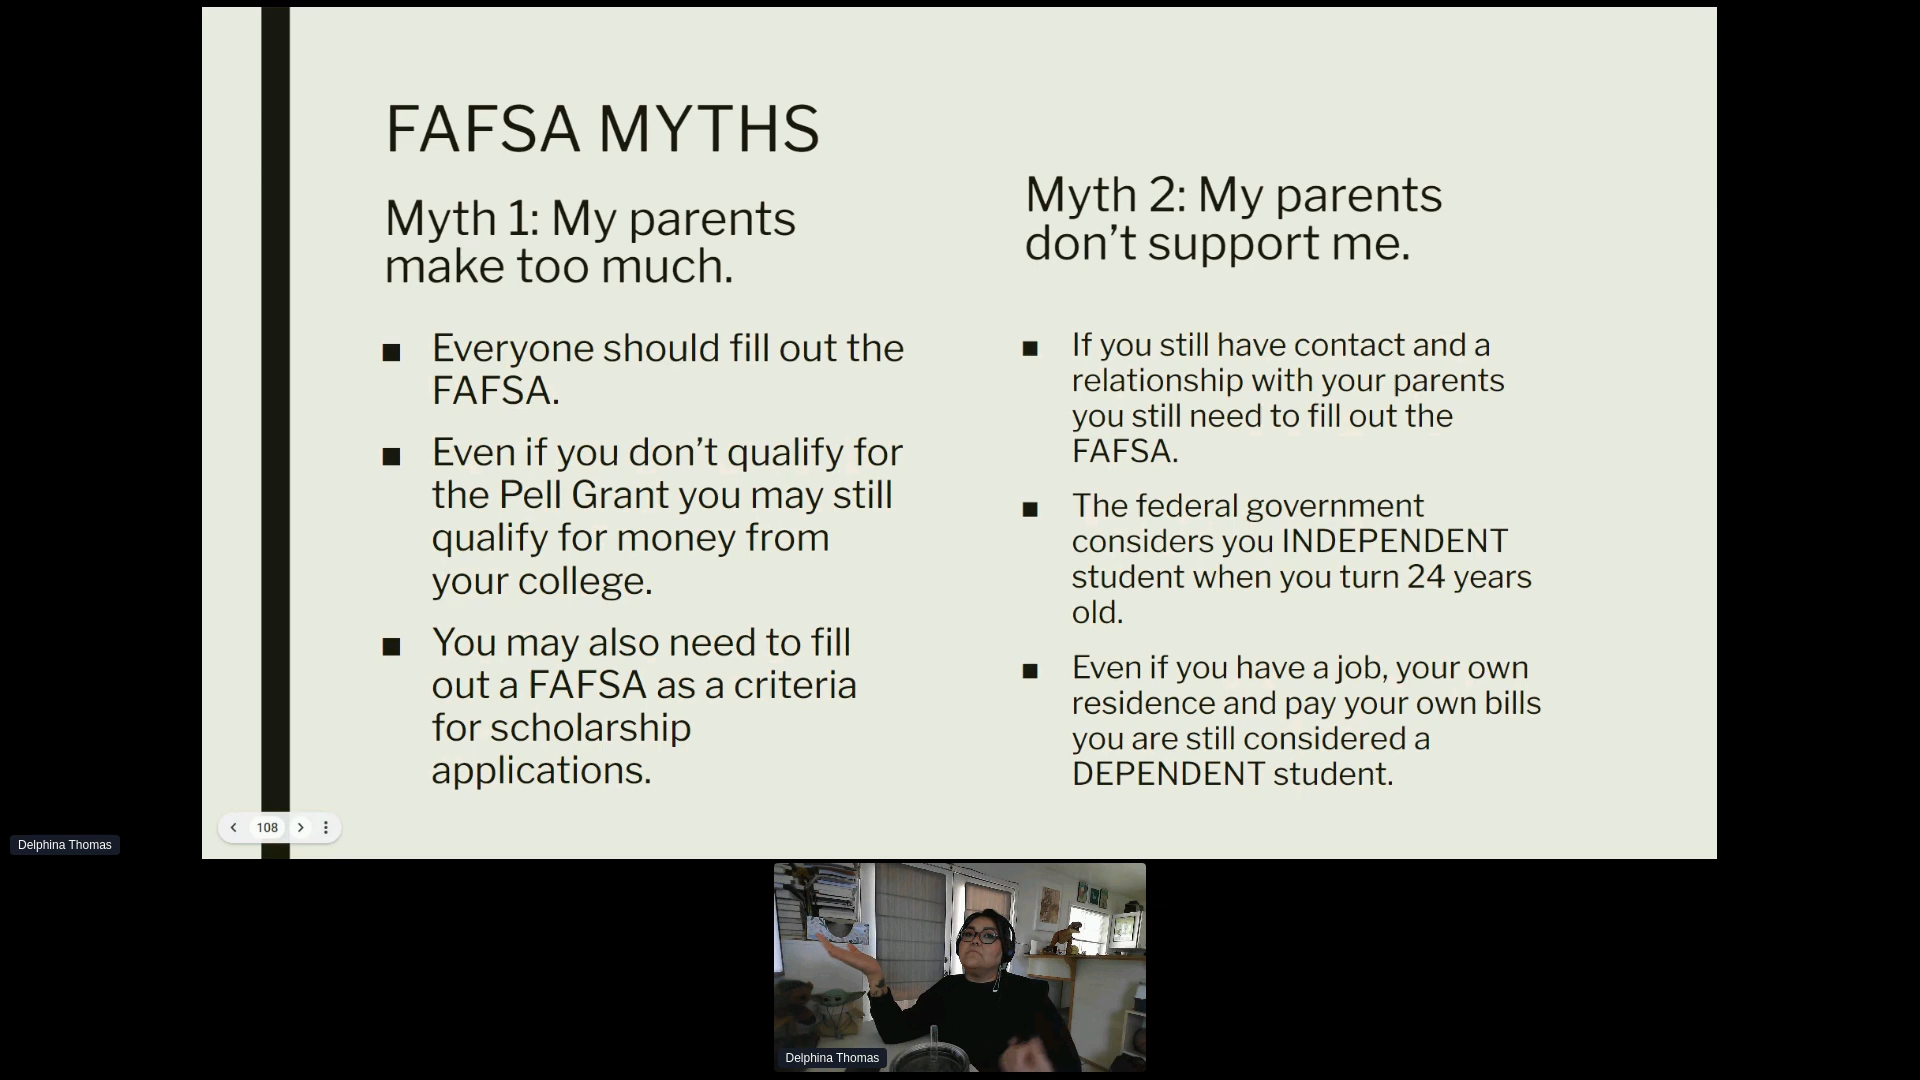 FAFSA MYTHS
Myth 1: My parents
make too much.
■ Everyone should fill out the
FAFSA.
■ Even if you don’t qualify for
the Pell Grant you may still
qualify for money from
your college.
■ You may also need to fill
out a FAFSA as a criteria
for scholarship
applications.
Myth 2: My parents
don’t support me.
■ If you still have contact and a
relationship with your parents
you still need to fill out the
FAFSA.
■ The federal government
considers you INDEPENDENT
student when you turn 24 years
old.
■ Even if you have a job, your own
residence and pay your own bills
you are still considered a
DEPENDENT student.
108
Delphina Thomas
Delphina Thomas